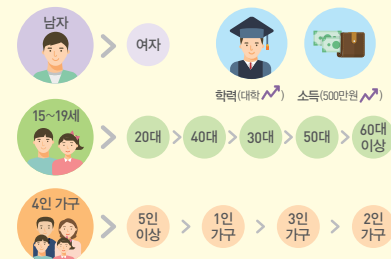 남자
>
여자
학력(대학 )
소득(500만원 )
15~19세
>
20대 > 40대 > 30대 > 50대 > 60대
이상
4인 가구
>
5인
이상
>
1인
가구
>
3인
가구
>
2인
가구